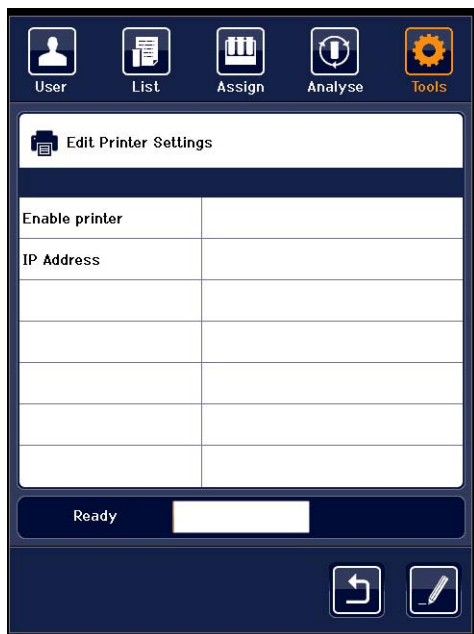 User List Assign Analyse Tools
Edit Printer Settings
Enable printer
IP Address
Ready